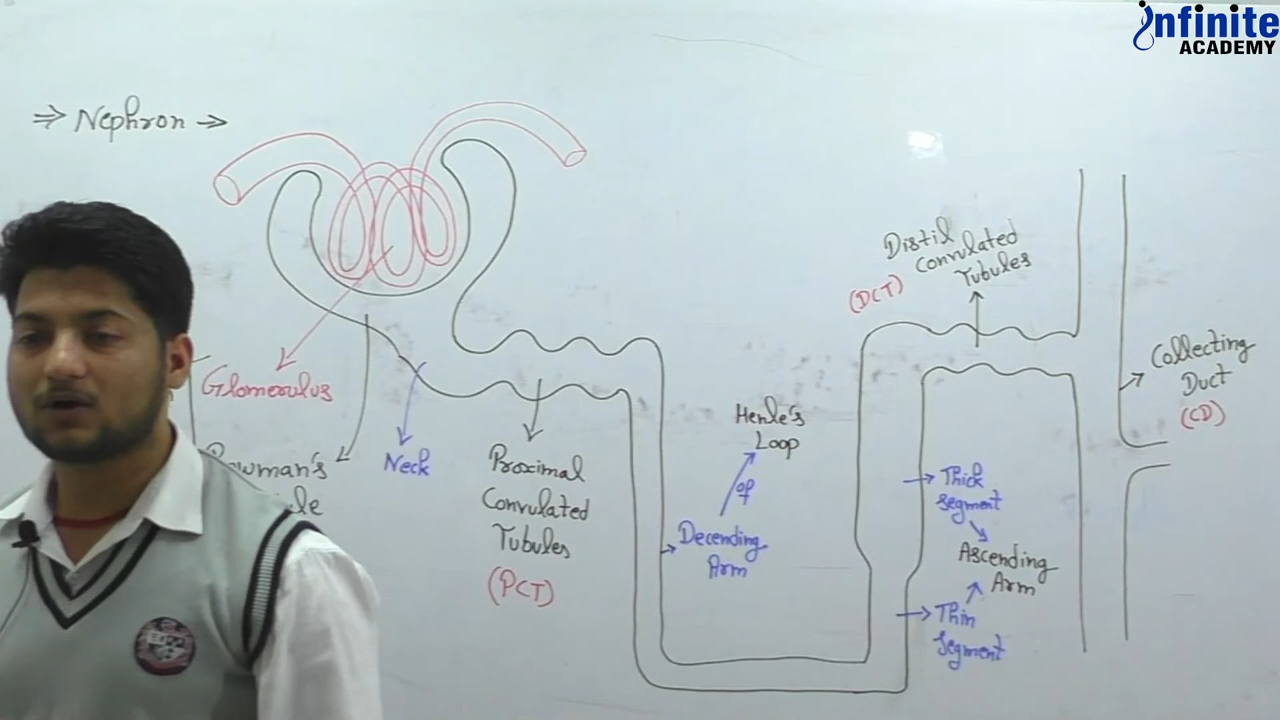 infinite
ACADEMY
⇒ Nephron →
Glomerulus
Bowman's
Neck
Proximal
Convulated
Tubules
(PCT)
Henle's
Loop
of
Decending
Arm
Distil
Convulated
Tubules
(DCT)
Thick
segment
Ascending
Arm
Thin
segment
Collecting
Duct
(CD)